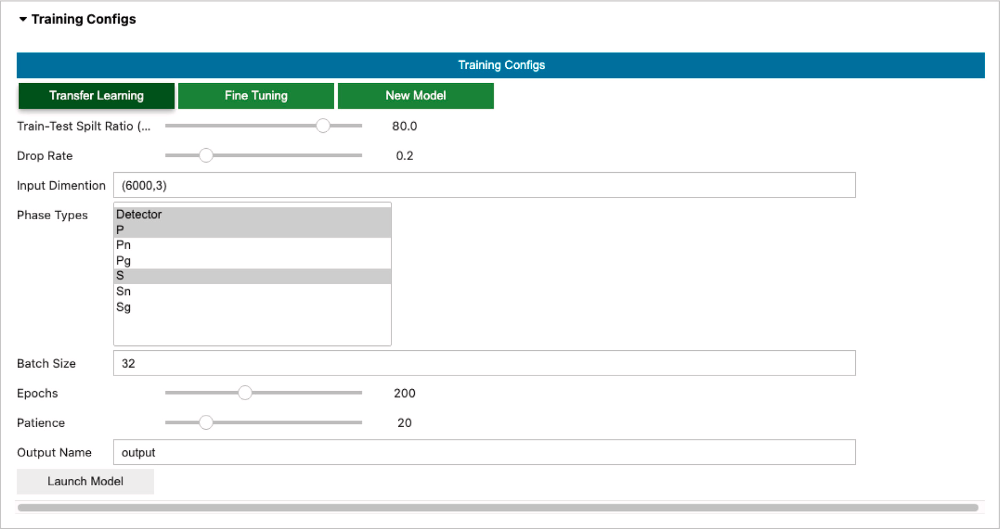 Training Configs
Training Configs
Transfer Learning Fine Tuning New Model
Train-Test Spilt Ratio (... 80.0
Drop Rate 0.2
Input Dimention (6000,3)
Phase Types
Detector
P
Pn
Pg
S
Sn
Sg
Batch Size 32
Epochs 200
Patience 20
Output Name output
Launch Model